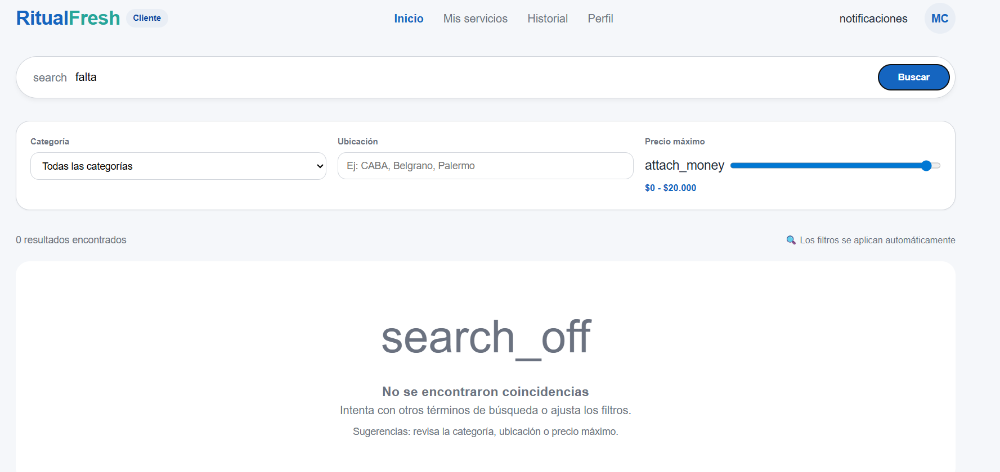 RitualFresh Cliente Inicio Mis servicios Historial Perfil notificaciones MC
search falta Buscar
Categoría Ubicación Precio máximo
Todas las categorías Ej: CABA, Belgrano, Palermo attach_money
$0 - $20.000
0 resultados encontrados 🔍 Los filtros se aplican automáticamente
search_off
No se encontraron coincidencias
Intenta con otros términos de búsqueda o ajusta los filtros.
Sugerencias: revisa la categoría, ubicación o precio máximo.